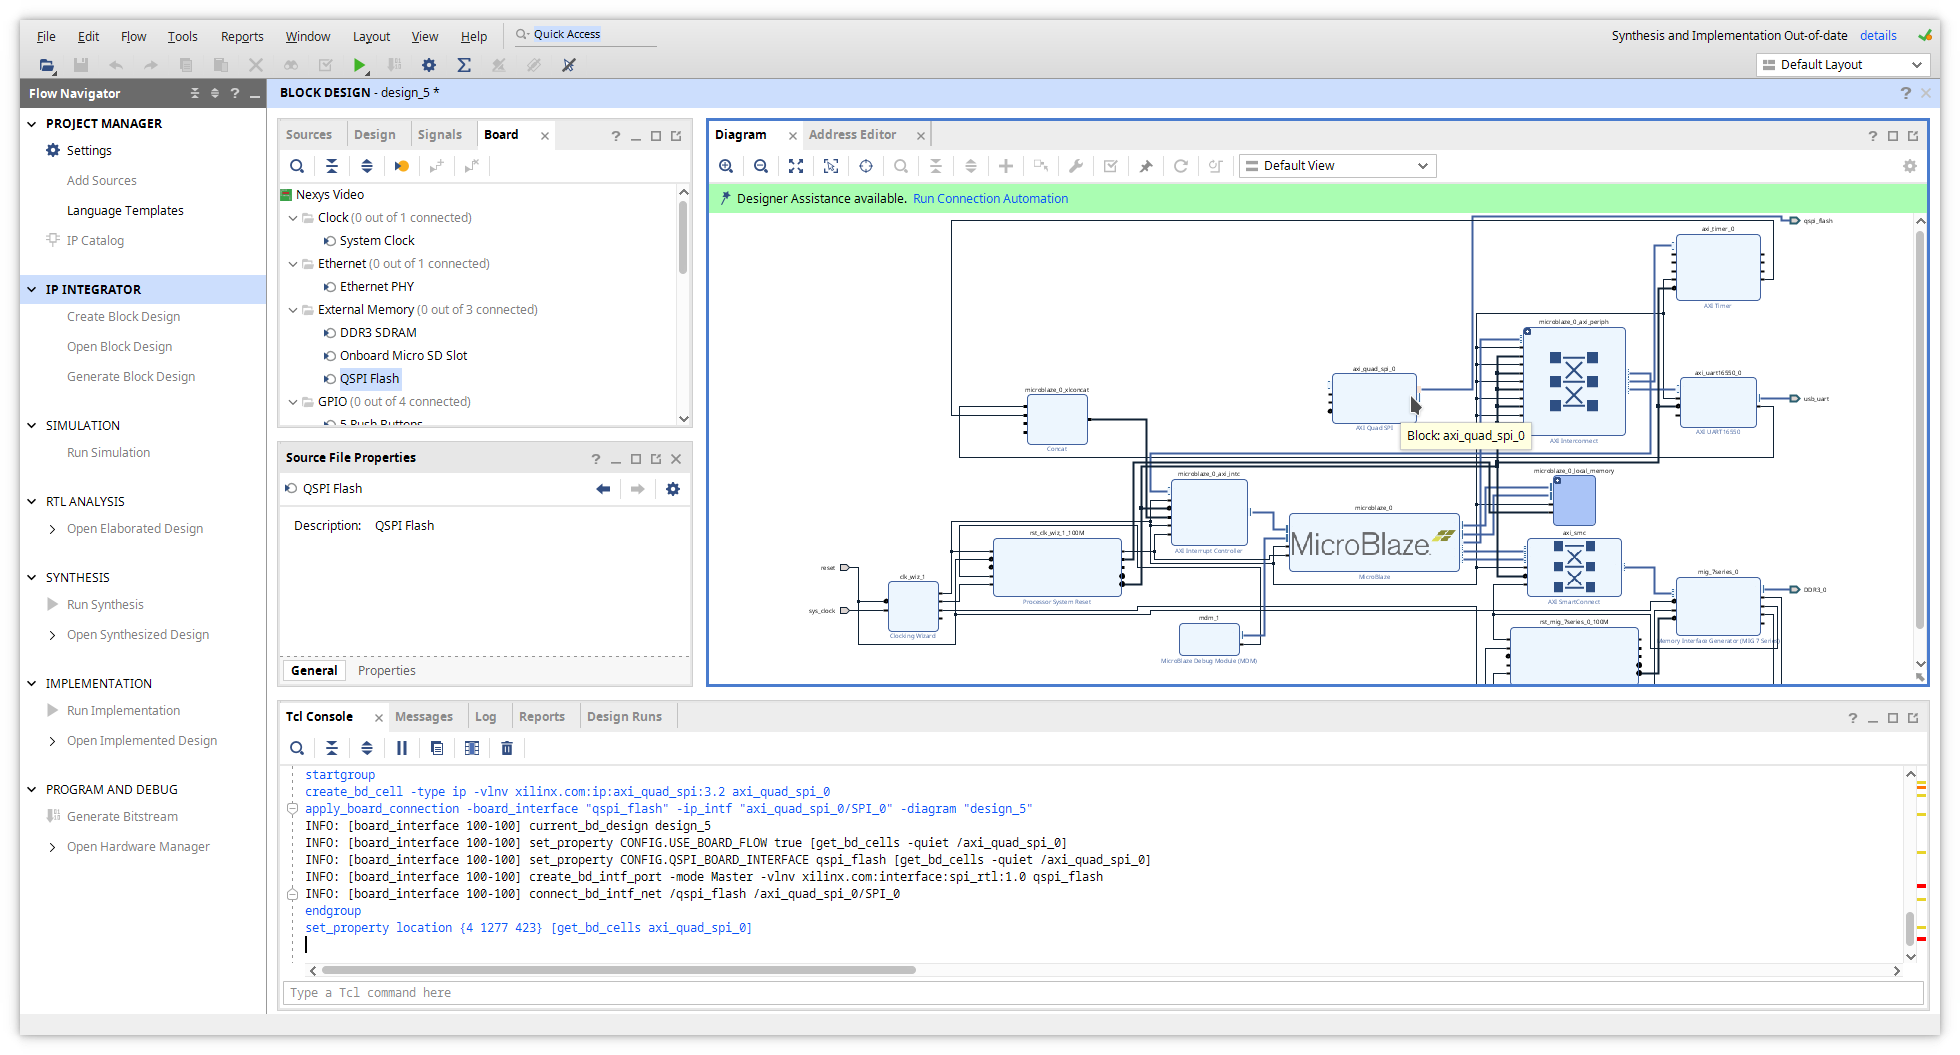 File Edit Flow Tools Reports Window Layout View Help Quick Access
Synthesis and Implementation Out-of-date details
Default Layout
Flow Navigator
PROJECT MANAGER
Settings
Add Sources
Language Templates
IP Catalog
IP INTEGRATOR
Create Block Design
Open Block Design
Generate Block Design
SIMULATION
Run Simulation
RTL ANALYSIS
Open Elaborated Design
SYNTHESIS
Run Synthesis
Open Synthesized Design
IMPLEMENTATION
Run Implementation
Open Implemented Design
PROGRAM AND DEBUG
Generate Bitstream
Open Hardware Manager
BLOCK DESIGN - design_5 *
Sources Design Signals Board
Nexys Video
Clock (0 out of 1 connected)
System Clock
Ethernet (0 out of 1 connected)
Ethernet PHY
External Memory (0 out of 3 connected)
DDR3 SDRAM
Onboard Micro SD Slot
QSPI Flash
GPIO (0 out of 4 connected)
5 Push Buttons
Source File Properties
QSPI Flash
Description: QSPI Flash
General Properties
Diagram Address Editor
Default View
Designer Assistance available. Run Connection Automation
qspi_flash
axi_timer_0
AXI Timer
microblaze_0_axi_periph
AXI Interconnect
axi_quad_spi_0
AXI Quad SPI
Block: axi_quad_spi_0
axi_uart16550_0
AXI UART16550
usb_uart
microblaze_0_xlconcat
Concat
microblaze_0_axi_intc
AXI Interrupt Controller
microblaze_0_local_memory
microblaze_0
MicroBlaze
MicroBlaze
axi_smc
AXI SmartConnect
rst_clk_wiz_1_100M
Processor System Reset
reset
sys_clock
clk_wiz_1
Clocking Wizard
mdm_1
MicroBlaze Debug Module (MDM)
mig_7series_0
Memory Interface Generator (MIG 7 Series)
DDR3_0
rst_mig_7series_0_100M
Tcl Console Messages Log Reports Design Runs
startgroup
create_bd_cell -type ip -vlnv xilinx.com:ip:axi_quad_spi:3.2 axi_quad_spi_0
apply_board_connection -board_interface "qspi_flash" -ip_intf "axi_quad_spi_0/SPI_0" -diagram "design_5"
INFO: [board_interface 100-100] current_bd_design design_5
INFO: [board_interface 100-100] set_property CONFIG.USE_BOARD_FLOW true [get_bd_cells -quiet /axi_quad_spi_0]
INFO: [board_interface 100-100] set_property CONFIG.QSPI_BOARD_INTERFACE qspi_flash [get_bd_cells -quiet /axi_quad_spi_0]
INFO: [board_interface 100-100] create_bd_intf_port -mode Master -vlnv xilinx.com:interface:spi_rtl:1.0 qspi_flash
INFO: [board_interface 100-100] connect_bd_intf_net /qspi_flash /axi_quad_spi_0/SPI_0
endgroup
set_property location {4 1277 423} [get_bd_cells axi_quad_spi_0]
Type a Tcl command here